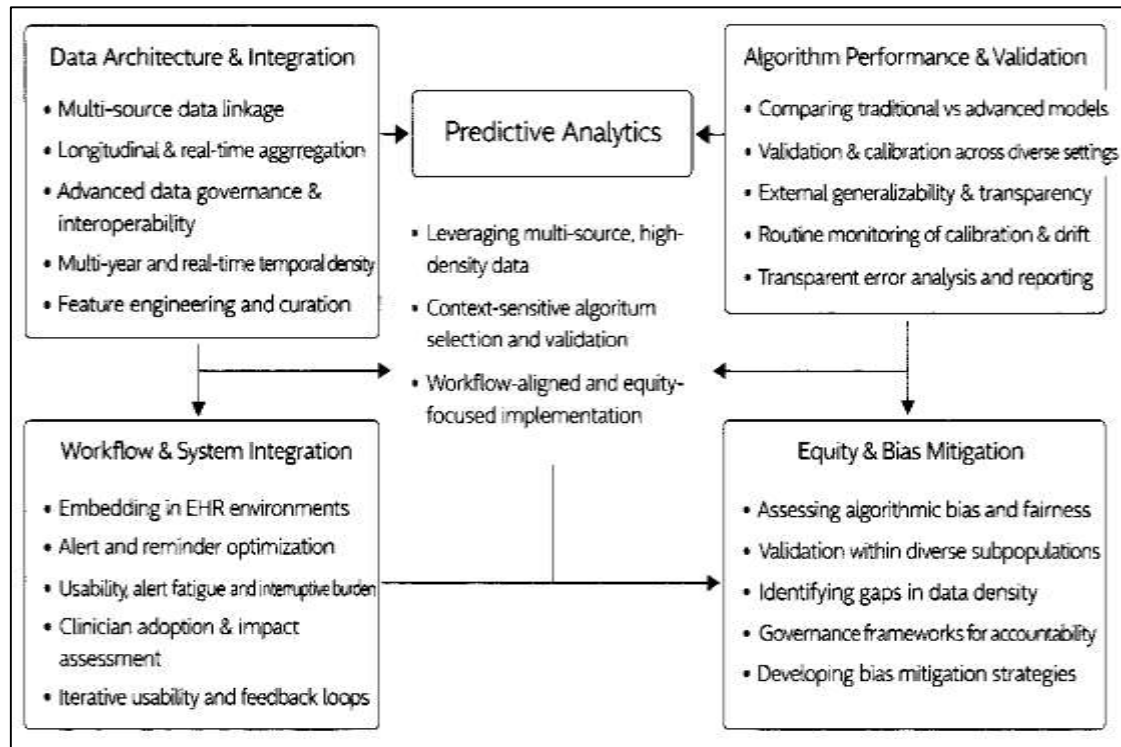 Data Architecture & Integration
• Multi-source data linkage
• Longitudinal & real-time aggrregation
• Advanced data governance &
interoperability
• Multi-year and real-time temporal density
• Feature engineering and curation
Predictive Analytics
• Leveraging multi-source, high-
density data
• Context-sensitive algoritum
selection and validation
• Workflow-aligned and equity-
focused implementation
Algorithm Performance & Validation
• Comparing traditional vs advanced models
• Validation & calibration across diverse settings
• External generalizability & transparency
• Routine monitoring of calibration & drift
• Transparent error analysis and reporting
Workflow & System Integration
• Embedding in EHR environments
• Alert and reminder optimization
• Usability, alert fatigue and interruptive burden
• Clinician adoption & impact
assessment
• Iterative usability and feedback loops
Equity & Bias Mitigation
• Assessing algorithmic bias and fairness
• Validation within diverse subpopulations
• Identifying gaps in data density
• Governance frameworks for accountability
• Developing bias mitigation strategies